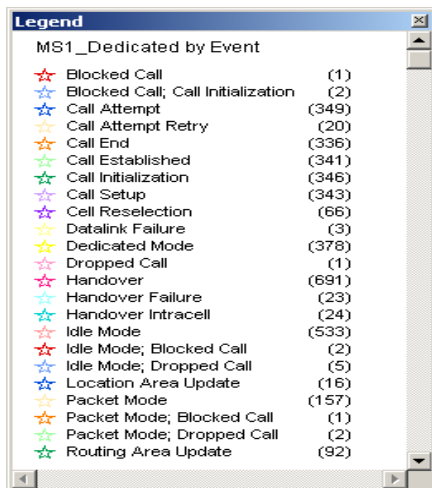 Legend
MS1_Dedicated by Event
Blocked Call (1)
Blocked Call; Call Initialization (2)
Call Attempt (349)
Call Attempt Retry (20)
Call End (336)
Call Established (341)
Call Initialization (346)
Call Setup (343)
Cell Reselection (66)
Datalink Failure (3)
Dedicated Mode (378)
Dropped Call (1)
Handover (691)
Handover Failure (23)
Handover Intracell (24)
Idle Mode (533)
Idle Mode; Blocked Call (2)
Idle Mode; Dropped Call (5)
Location Area Update (16)
Packet Mode (157)
Packet Mode; Blocked Call (1)
Packet Mode; Dropped Call (2)
Routing Area Update (92)